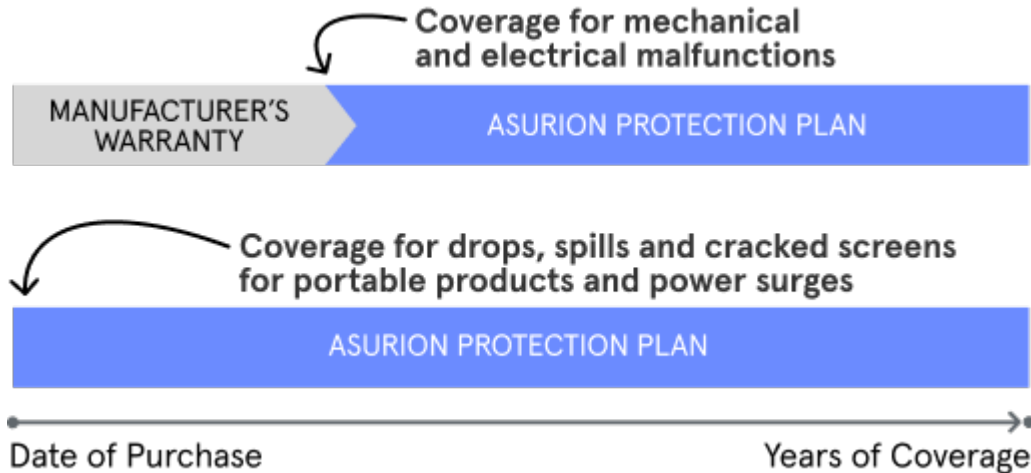 Coverage for mechanical
and electrical malfunctions
MANUFACTURER'S
WARRANTY
ASURION PROTECTION PLAN
Coverage for drops, spills and cracked screens
for portable products and power surges
ASURION PROTECTION PLAN
Date of Purchase
Years of Coverage